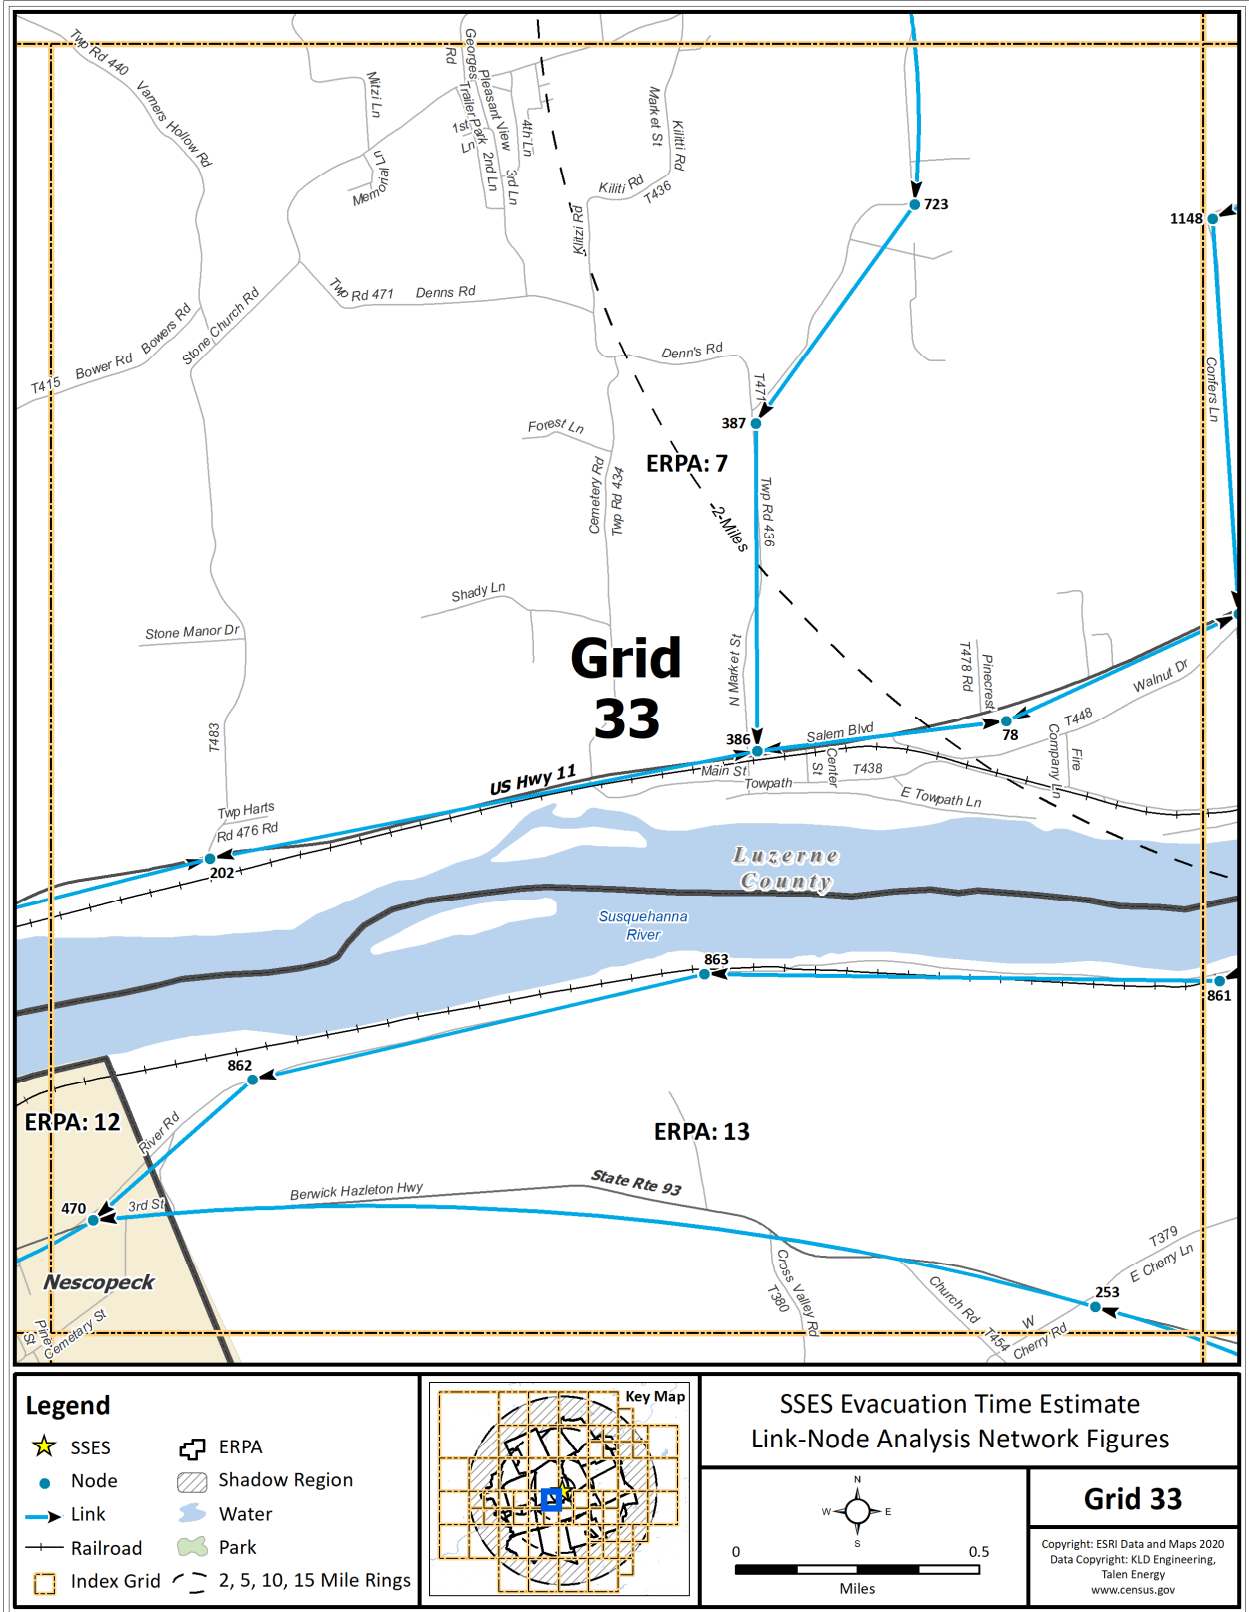 Twp Rd 440
Varners Hollow Rd
Mitzi Ln
Memorial Ln
Georges
Rd
Trailer Park
Pleasant View
1st
Ln
2nd Ln
3rd Ln
4th Ln
Market St
Kilitti Rd
Kiliti Rd
T436
Klitzi Rd
723
1148
Twp
Rd 471
Denns Rd
Stone Church Rd
Bowers Rd
Bower Rd
T415
Denn's Rd
T471
Confers Ln
387
Forest Ln
ERPA: 7
Cemetery Rd
Twp Rd 434
Twp Rd 436
2-Miles
Shady Ln
Stone Manor Dr
Grid
33
N Market St
T478 Rd
Pinecrest
Walnut Dr
T448
T483
386
Salem Blvd
78
Main St
Center
St
T438
Fire
Company Ln
US Hwy 11
Towpath
E Towpath Ln
Twp Harts
Rd 476 Rd
202
Luzerne
County
Susquehanna
River
863
861
862
ERPA: 12
River Rd
ERPA: 13
State Rte 93
Berwick Hazleton Hwy
470
3rd St
Nescopeck
Pine
St
Cemetary St
Cross Valley Rd
T380
Church Rd
T454
W
Cherry Rd
T379
E Cherry Ln
253
Legend
SSES
ERPA
Node
Shadow Region
Link
Water
Railroad
Park
Index Grid
2, 5, 10, 15 Mile Rings
Key Map
SSES Evacuation Time Estimate
Link-Node Analysis Network Figures
N
W
E
S
0
0.5
Miles
Grid 33
Copyright: ESRI Data and Maps 2020
Data Copyright: KLD Engineering,
Talen Energy
www.census.gov